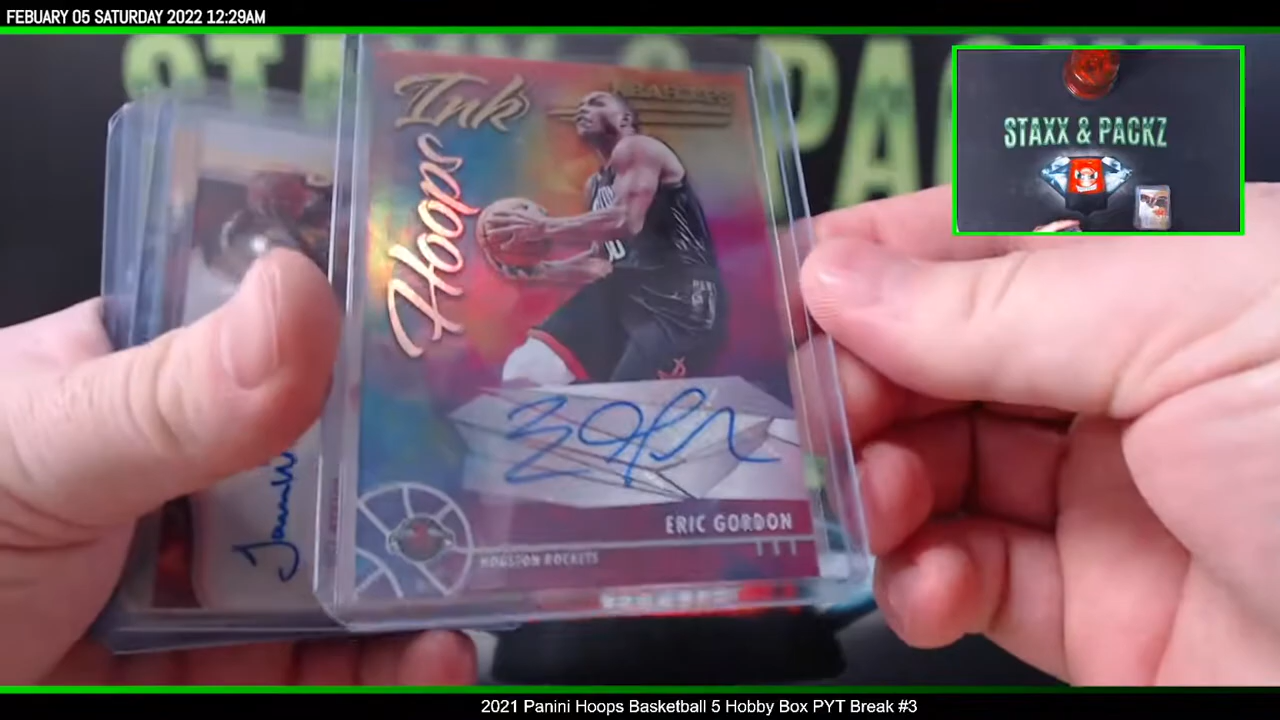 FEBUARY 05 SATURDAY 2022 12:29AM
STAXX & PACKZ
Hoops
Ink
ERIC GORDON
HOUSTON ROCKETS
2021 Panini Hoops Basketball 5 Hobby Box PYT Break #3